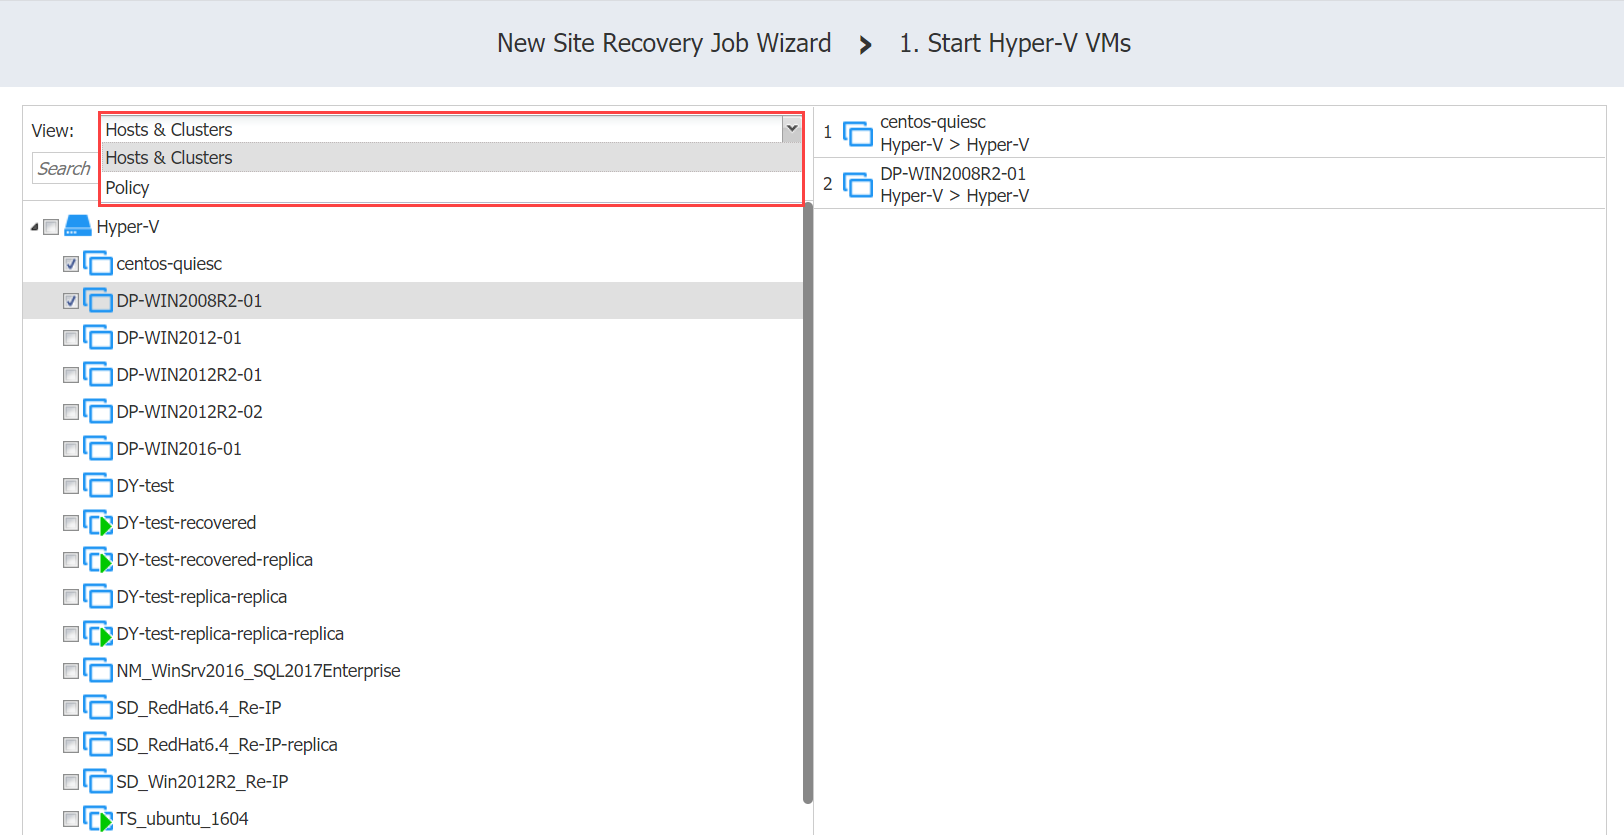 New Site Recovery Job Wizard > 1. Start Hyper-V VMs
View:
Hosts & Clusters
Hosts & Clusters
Policy
Search
Hyper-V
centos-quiesc
DP-WIN2008R2-01
DP-WIN2012-01
DP-WIN2012R2-01
DP-WIN2012R2-02
DP-WIN2016-01
DY-test
DY-test-recovered
DY-test-recovered-replica
DY-test-replica-replica
DY-test-replica-replica-replica
NM_WinSrv2016_SQL2017Enterprise
SD_RedHat6.4_Re-IP
SD_RedHat6.4_Re-IP-replica
SD_Win2012R2_Re-IP
TS_ubuntu_1604
1 centos-quiesc
Hyper-V > Hyper-V
2 DP-WIN2008R2-01
Hyper-V > Hyper-V